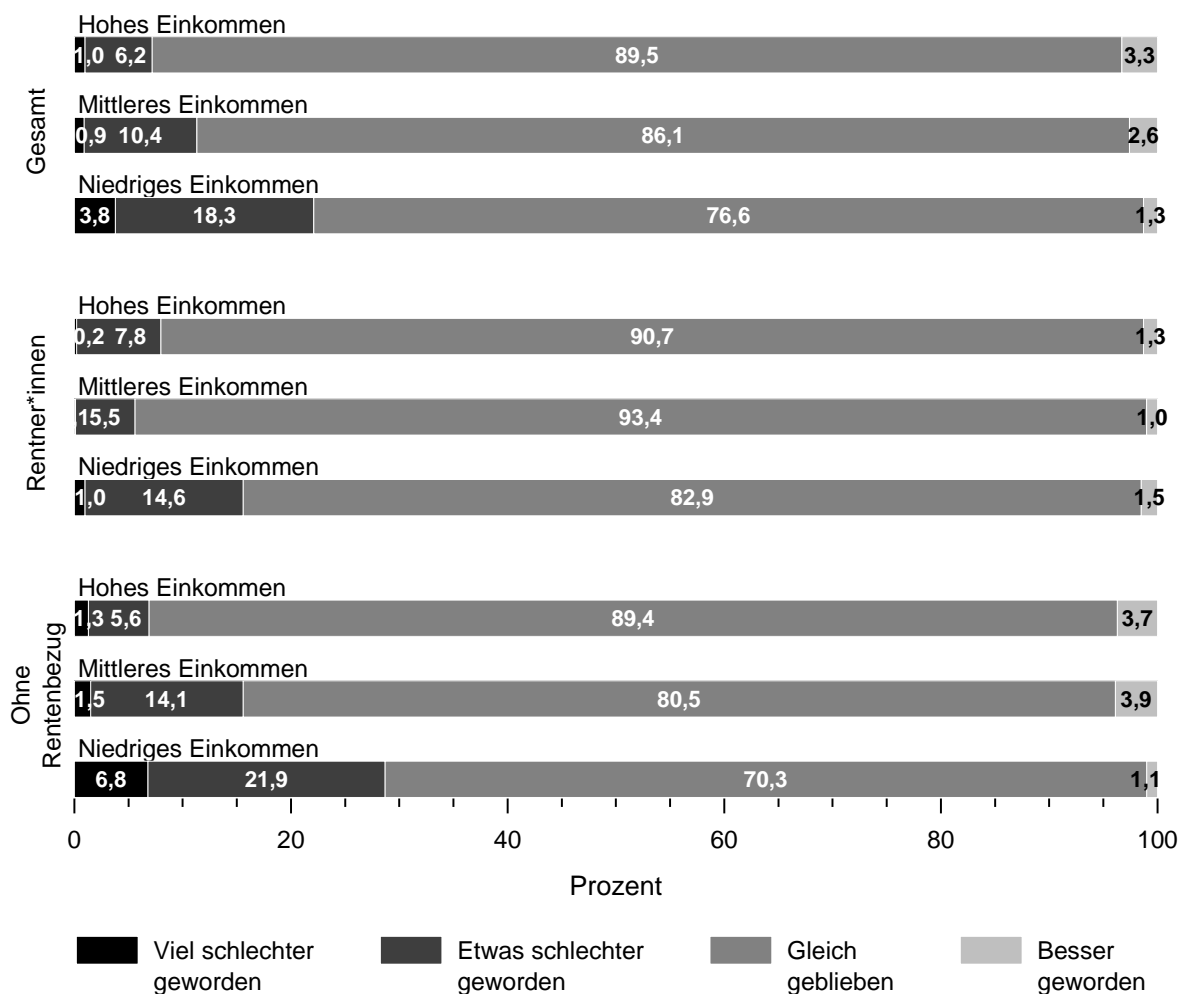 Hohes Einkommen
1,0 6,2 89,5 3,3
Mittleres Einkommen
0,9 10,4 86,1 2,6
Niedriges Einkommen
3,8 18,3 76,6 1,3
Gesamt
Hohes Einkommen
0,2 7,8 90,7 1,3
Mittleres Einkommen
,15,5 93,4 1,0
Niedriges Einkommen
1,0 14,6 82,9 1,5
Rentner*innen
Hohes Einkommen
1,3 5,6 89,4 3,7
Mittleres Einkommen
1,5 14,1 80,5 3,9
Niedriges Einkommen
6,8 21,9 70,3 1,1
Ohne
Rentenbezug
0 20 40 60 80 100
Prozent
Viel schlechter
geworden
Etwas schlechter
geworden
Gleich
geblieben
Besser
geworden